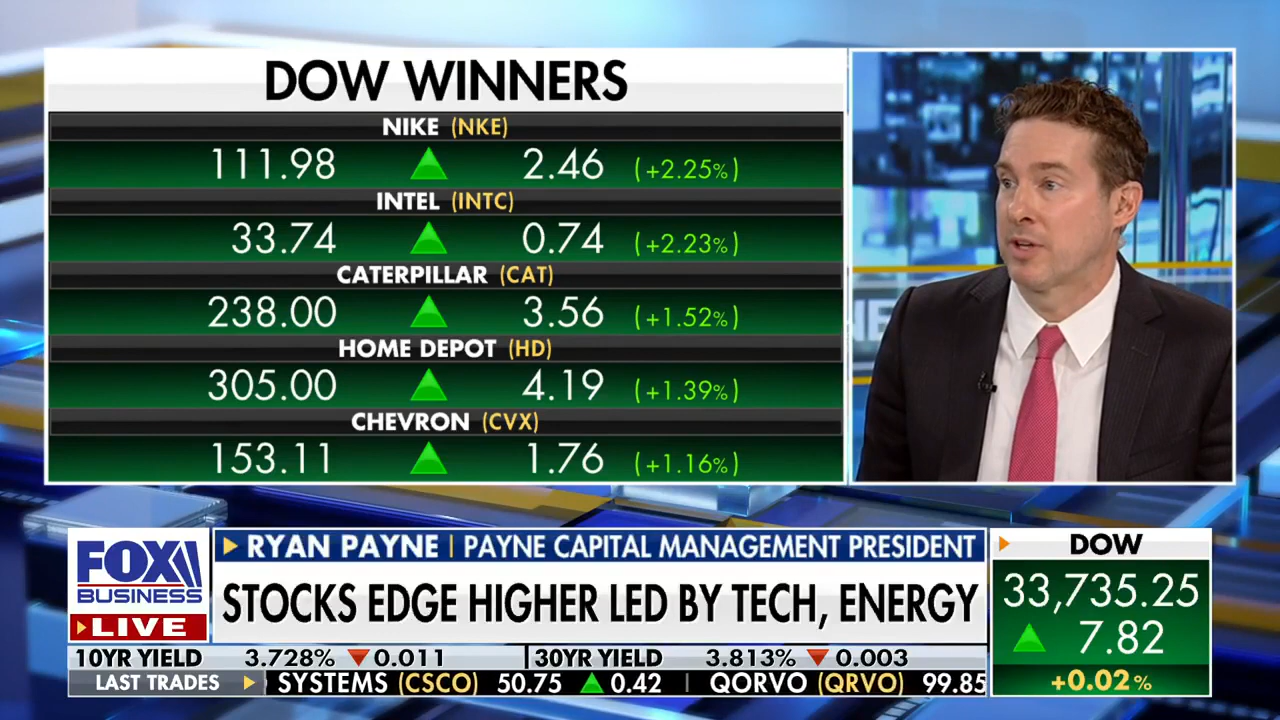 DOW WINNERS
NIKE (NKE)
111.98 ▲ 2.46 (+2.25%)
INTEL (INTC)
33.74 ▲ 0.74 (+2.23%)
CATERPILLAR (CAT)
238.00 ▲ 3.56 (+1.52%)
HOME DEPOT (HD)
305.00 ▲ 4.19 (+1.39%)
CHEVRON (CVX)
153.11 ▲ 1.76 (+1.16%)
NE
FOX
BUSINESS
LIVE
RYAN PAYNE | PAYNE CAPITAL MANAGEMENT PRESIDENT
STOCKS EDGE HIGHER LED BY TECH, ENERGY
DOW
33,735.25
▲ 7.82
+0.02%
10YR YIELD 3.728% ▼ 0.011 | 30YR YIELD 3.813% ▼ 0.003
LAST TRADES SYSTEMS (CSCO) 50.75 ▲ 0.42 | QORVO (QRVO) 99.85